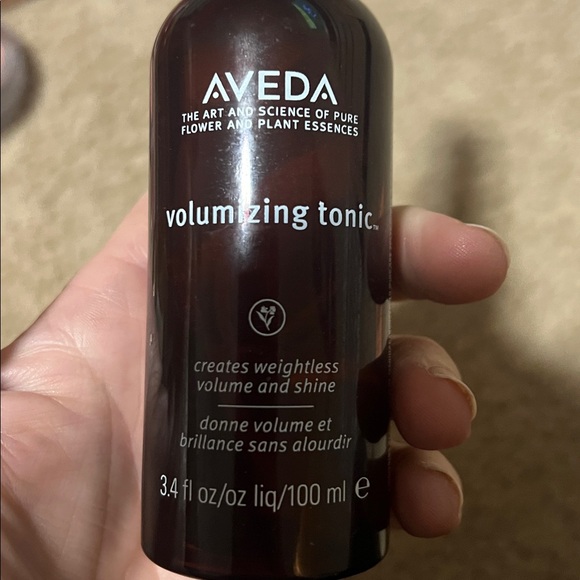 AVEDA
THE ART AND SCIENCE OF PURE
FLOWER AND PLANT ESSENCES
volumizing tonic™
creates weightless
volume and shine
donne volume et
brillance sans alourdir
3.4 fl oz/oz liq/100 ml ℮